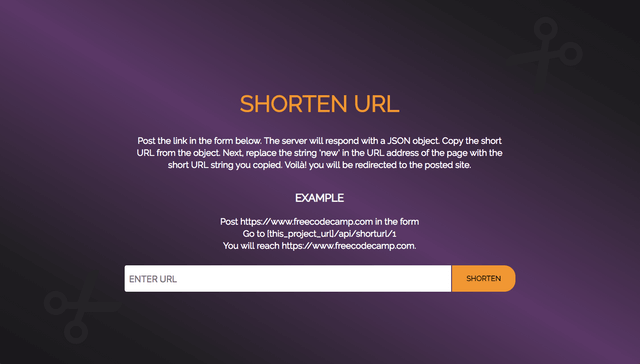 SHORTEN URL
Post the link in the form below. The server will respond with a JSON object. Copy the short
URL from the object. Next, replace the string 'new' in the URL address of the page with the
short URL string you copied. Voilà! you will be redirected to the posted site.
EXAMPLE
Post https://www.freecodecamp.com in the form
Go to [this_project_url]/api/shorturl/1
You will reach https://www.freecodecamp.com.
ENTER URL
SHORTEN